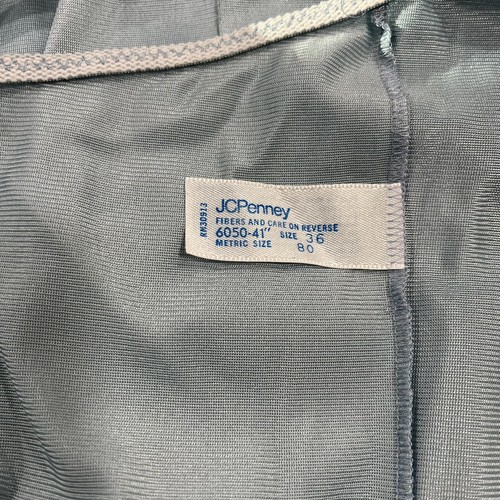 RN30913
JCPenney
FIBERS AND CARE ON REVERSE
6050-41" SIZE 36
METRIC SIZE 80